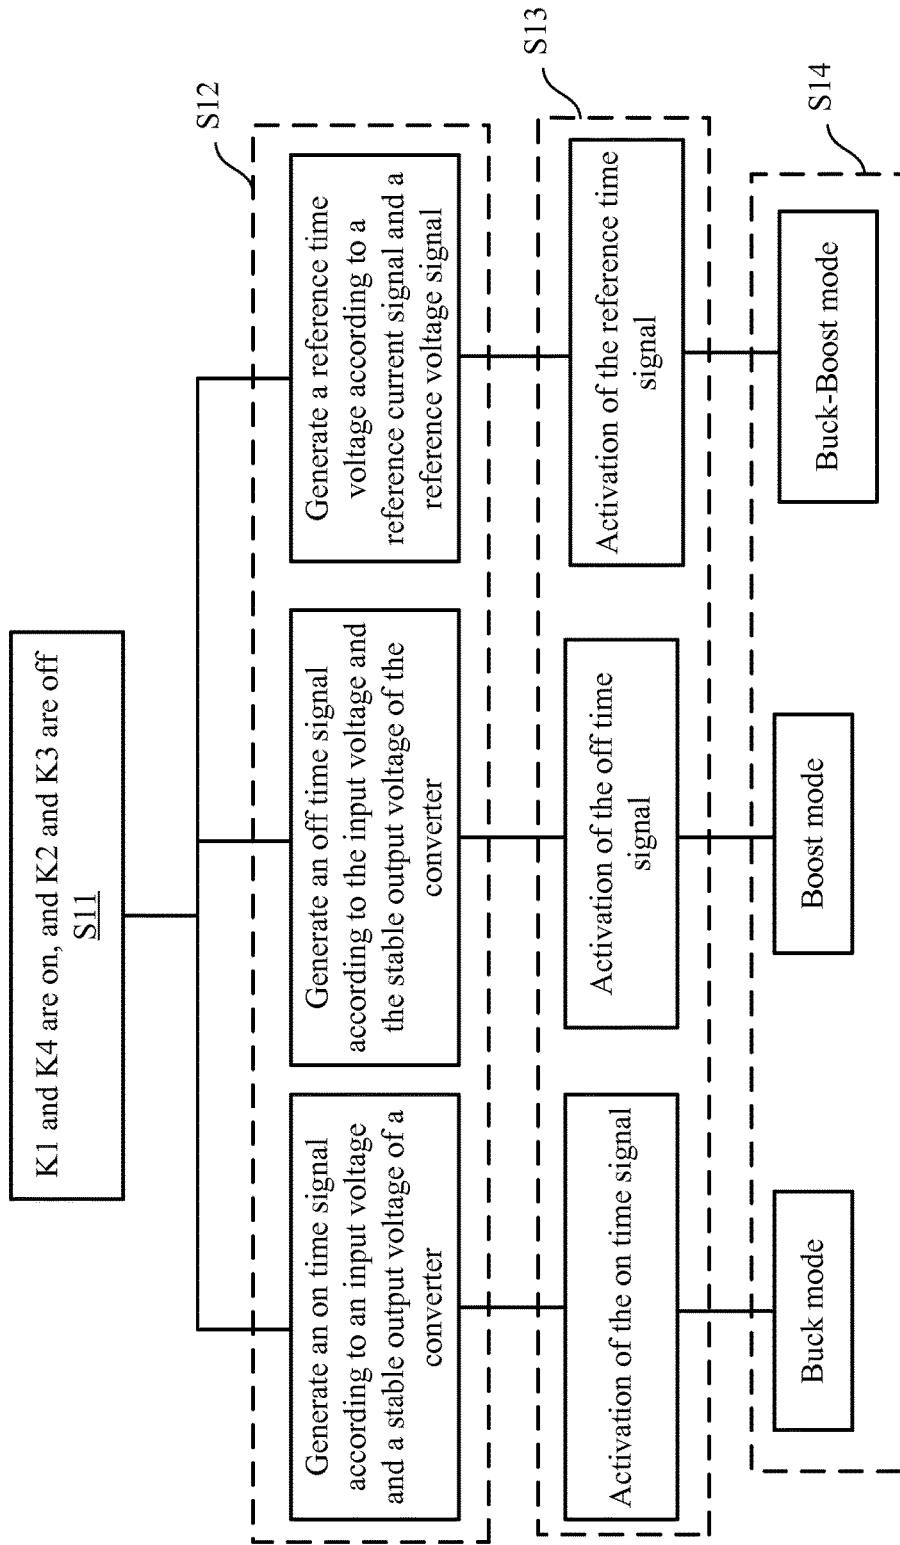 K1 and K4 are on, and K2 and K3 are off
S11
S12
Generate an on time signal
according to an input voltage
and a stable output voltage of a
converter
Generate an off time signal
according to the input voltage and
the stable output voltage of the
converter
Generate a reference time
voltage according to a
reference current signal and a
reference voltage signal
S13
Activation of the on time signal
Activation of the off time
signal
Activation of the reference time
signal
S14
Buck mode
Boost mode
Buck-Boost mode